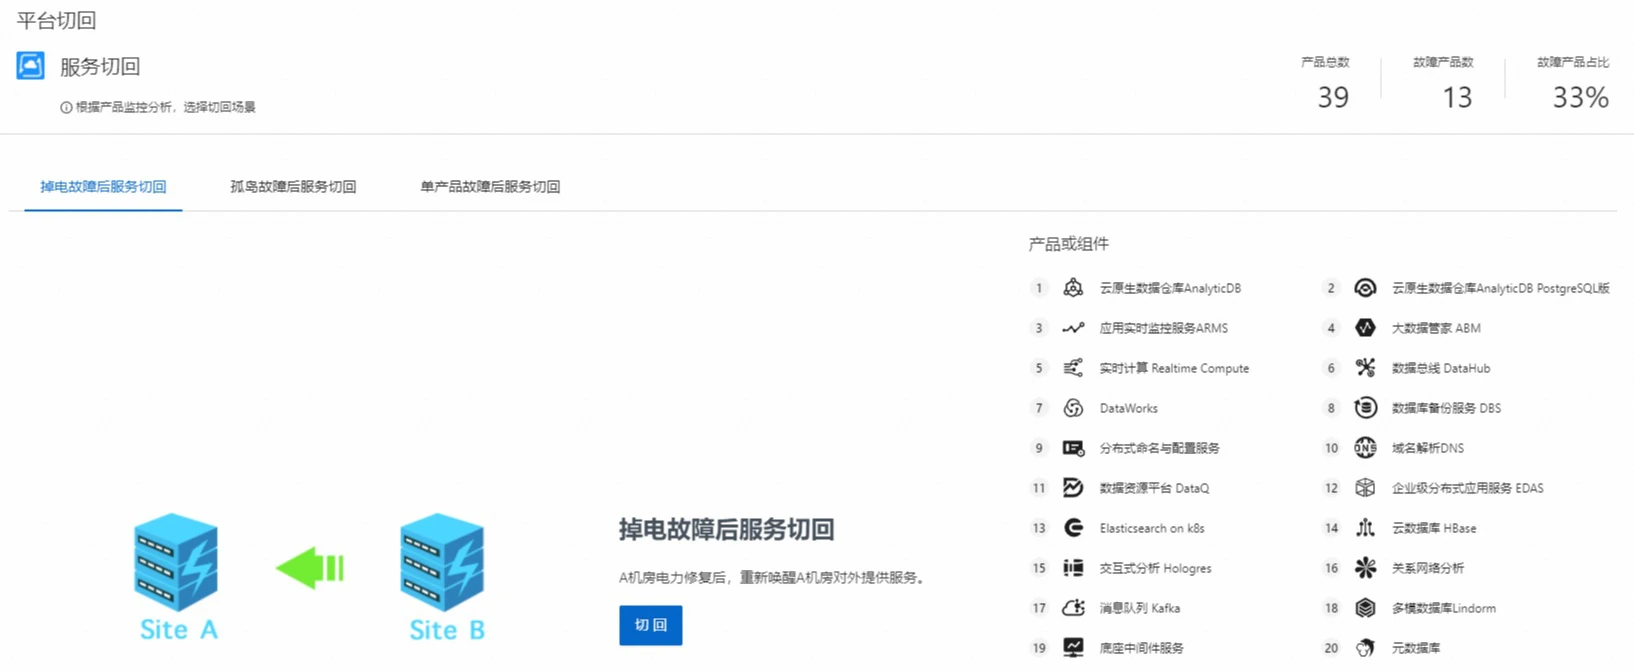 平台切回
服务切回
根据产品监控分析，选择切回场景
产品总数
39
故障产品数
13
故障产品占比
33%
掉电故障后服务切回
孤岛故障后服务切回
单产品故障后服务切回
产品或组件
1 云原生数据仓库AnalyticDB
2 云原生数据仓库AnalyticDB PostgreSQL版
3 应用实时监控服务ARMS
4 大数据管家 ABM
5 实时计算 Realtime Compute
6 数据总线 DataHub
7 DataWorks
8 数据库备份服务 DBS
9 分布式命名与配置服务
10 DNS 域名解析DNS
11 数据资源平台 DataQ
12 企业级分布式应用服务 EDAS
13 Elasticsearch on k8s
14 云数据库 HBase
15 交互式分析 Hologres
16 关系网络分析
17 消息队列 Kafka
18 多模数据库Lindorm
19 底座中间件服务
20 元数据库
Site A
Site B
掉电故障后服务切回
A机房电力修复后，重新唤醒A机房对外提供服务。
切 回